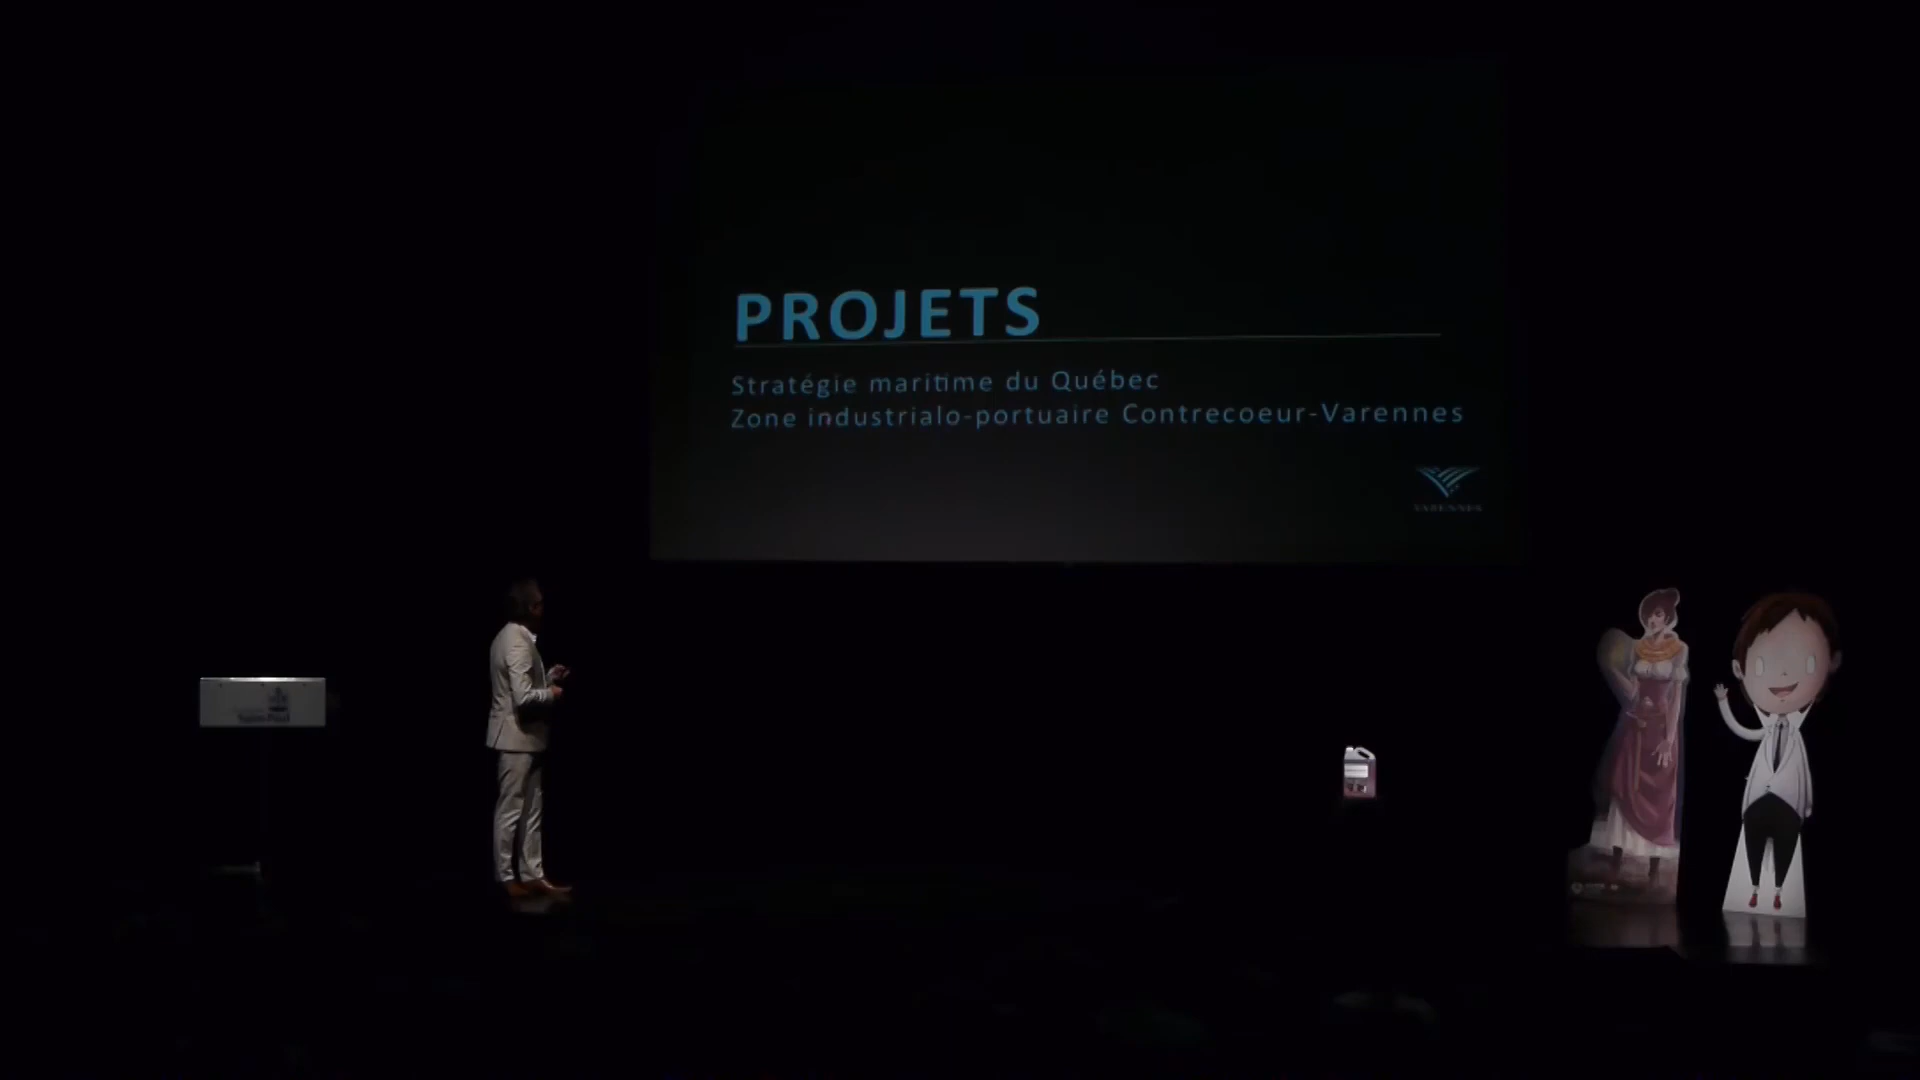 PROJETS
Stratégie maritime du Québec
Zone industrialo-portuaire Contrecoeur-Varennes
VARENNES